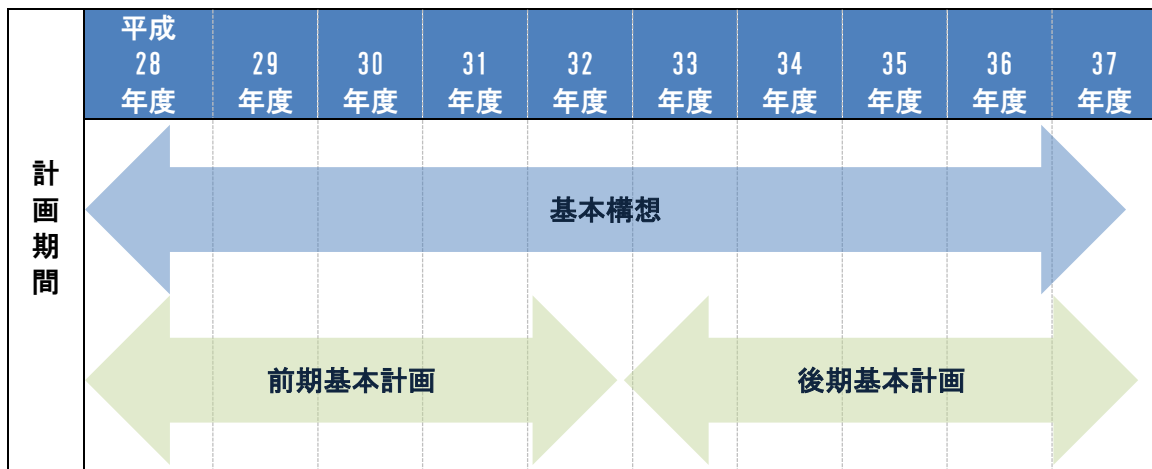 計画期間
平成
28
年度
29
年度
30
年度
31
年度
32
年度
33
年度
34
年度
35
年度
36
年度
37
年度
基本構想
前期基本計画
後期基本計画